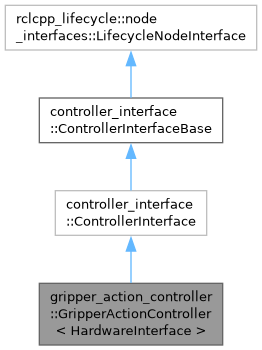 rclcpp_lifecycle::node
_interfaces::LifecycleNodeInterface
controller_interface
::ControllerInterfaceBase
controller_interface
::ControllerInterface
gripper_action_controller
::GripperActionController
< HardwareInterface >